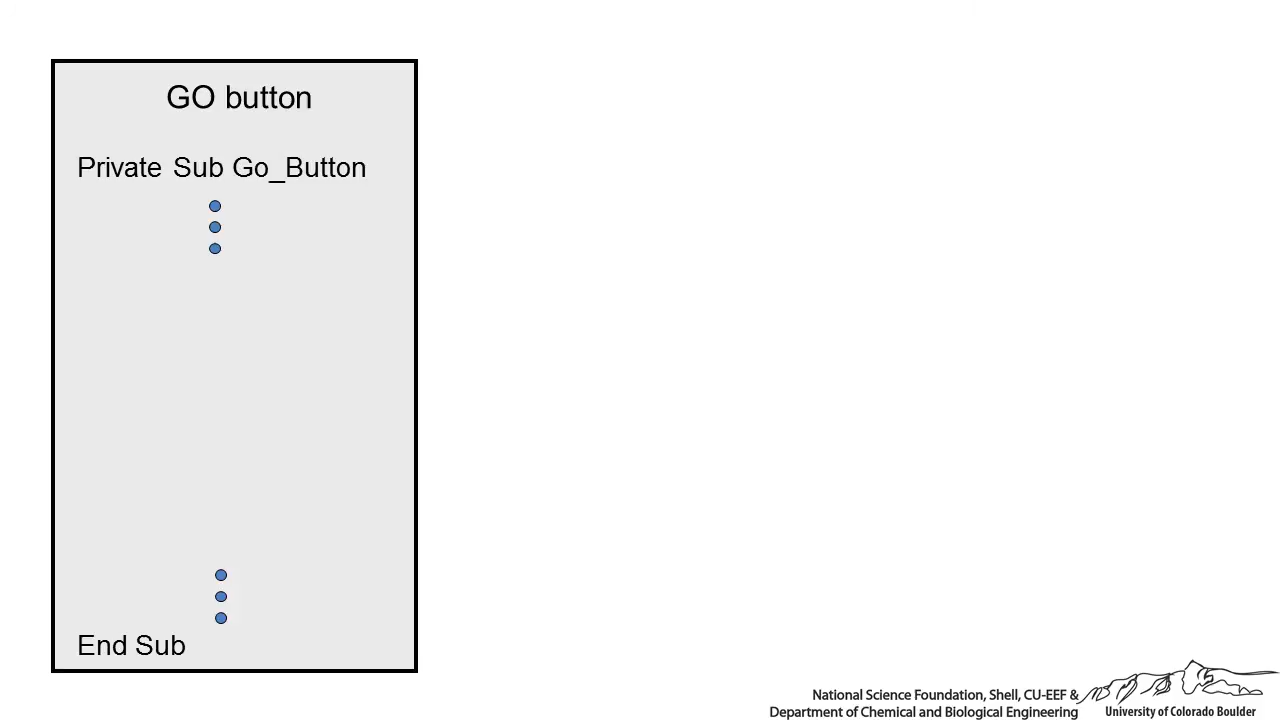 GO button
Private Sub Go_Button
End Sub
National Science Foundation, Shell, CU-EEF &
Department of Chemical and Biological Engineering
University of Colorado Boulder